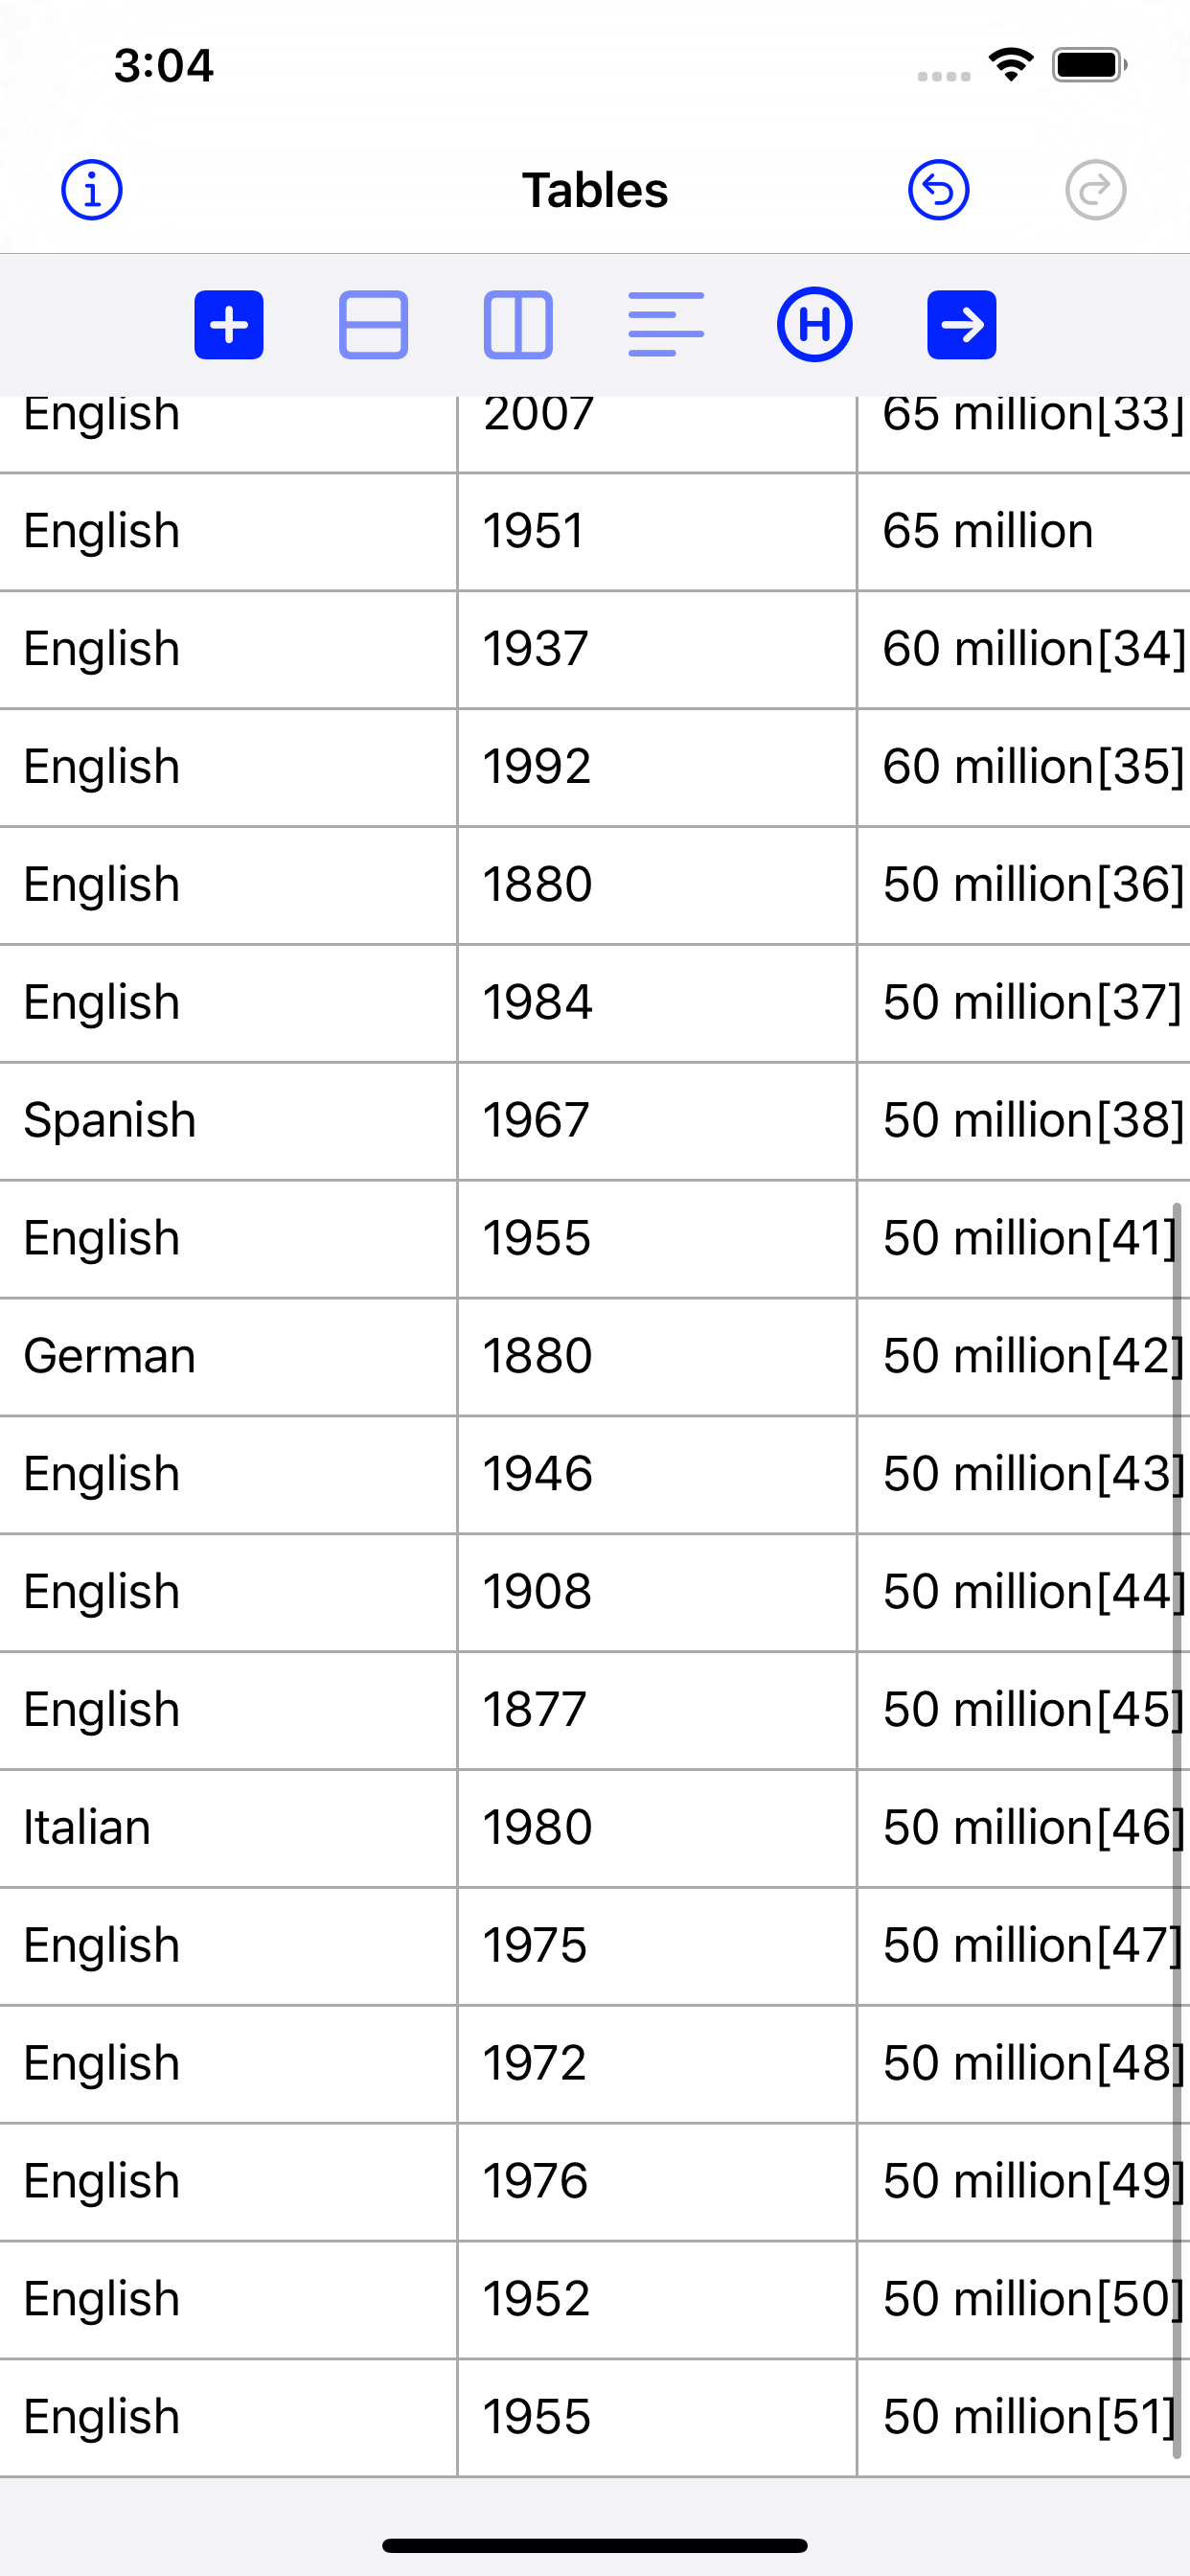 3:04
Tables
English 2007 65 million[33]
English 1951 65 million
English 1937 60 million[34]
English 1992 60 million[35]
English 1880 50 million[36]
English 1984 50 million[37]
Spanish 1967 50 million[38]
English 1955 50 million[41]
German 1880 50 million[42]
English 1946 50 million[43]
English 1908 50 million[44]
English 1877 50 million[45]
Italian 1980 50 million[46]
English 1975 50 million[47]
English 1972 50 million[48]
English 1976 50 million[49]
English 1952 50 million[50]
English 1955 50 million[51]